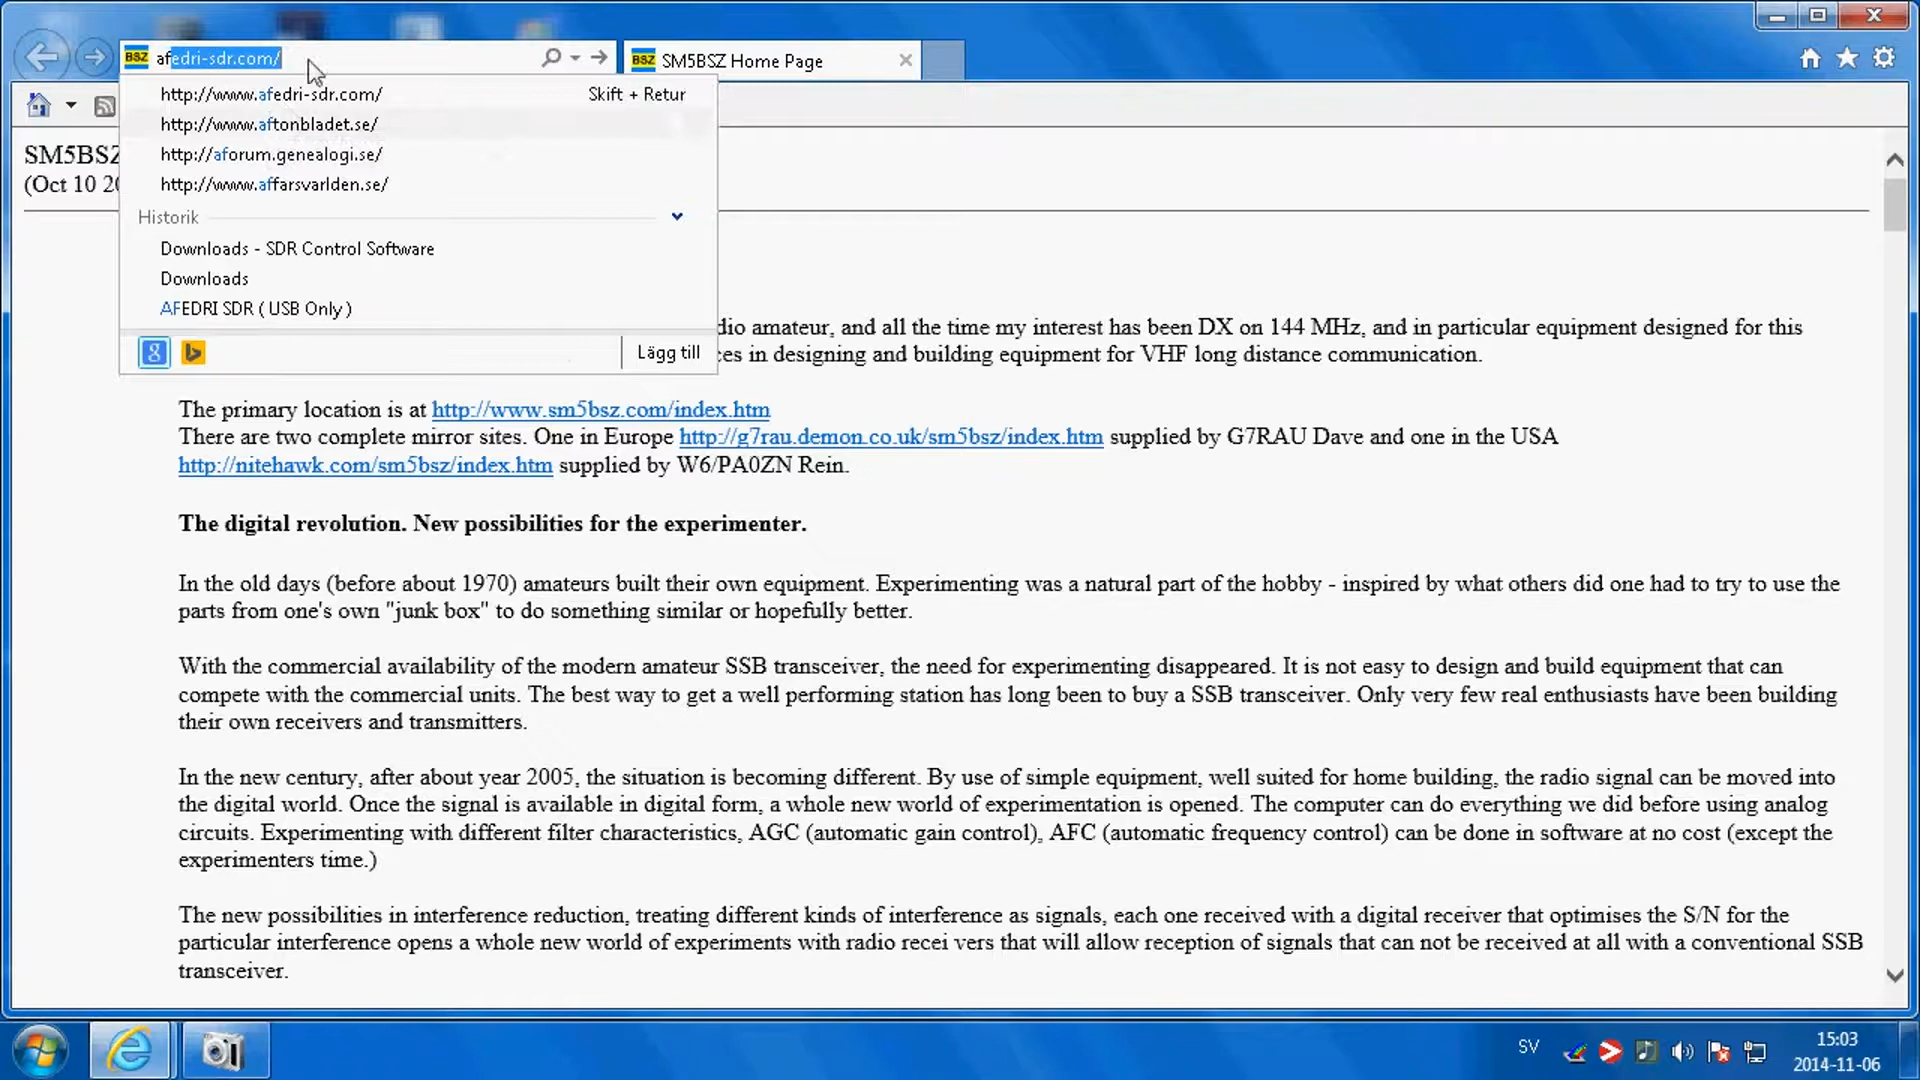 BSZ afedri-sdr.com/
BSZ SM5BSZ Home Page
http://www.afedri-sdr.com/ Skift + Retur
http://www.aftonbladet.se/
http://aforum.genealogi.se/
http://www.affarsvarlden.se/
Historik
Downloads - SDR Control Software
Downloads
AFEDRI SDR ( USB Only )
Lägg till
SM5BSZ
(Oct 10 20
dio amateur, and all the time my interest has been DX on 144 MHz, and in particular equipment designed for this
es in designing and building equipment for VHF long distance communication.
The primary location is at http://www.sm5bsz.com/index.htm
There are two complete mirror sites. One in Europe http://g7rau.demon.co.uk/sm5bsz/index.htm supplied by G7RAU Dave and one in the USA
http://nitehawk.com/sm5bsz/index.htm supplied by W6/PA0ZN Rein.
The digital revolution. New possibilities for the experimenter.
In the old days (before about 1970) amateurs built their own equipment. Experimenting was a natural part of the hobby - inspired by what others did one had to try to use the
parts from one's own "junk box" to do something similar or hopefully better.
With the commercial availability of the modern amateur SSB transceiver, the need for experimenting disappeared. It is not easy to design and build equipment that can
compete with the commercial units. The best way to get a well performing station has long been to buy a SSB transceiver. Only very few real enthusiasts have been building
their own receivers and transmitters.
In the new century, after about year 2005, the situation is becoming different. By use of simple equipment, well suited for home building, the radio signal can be moved into
the digital world. Once the signal is available in digital form, a whole new world of experimentation is opened. The computer can do everything we did before using analog
circuits. Experimenting with different filter characteristics, AGC (automatic gain control), AFC (automatic frequency control) can be done in software at no cost (except the
experimenters time.)
The new possibilities in interference reduction, treating different kinds of interference as signals, each one received with a digital receiver that optimises the S/N for the
particular interference opens a whole new world of experiments with radio recei vers that will allow reception of signals that can not be received at all with a conventional SSB
transceiver.
SV
15:03
2014-11-06